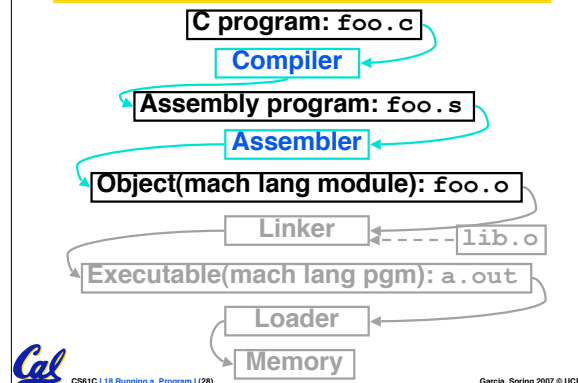 C program: foo.c
Compiler
Assembly program: foo.s
Assembler
Object(mach lang module): foo.o
Linker
lib.o
Executable(mach lang pgm): a.out
Loader
Memory
Cal
CS61C L18 Running a Program I (28)
Garcia, Spring 2007 © UCB